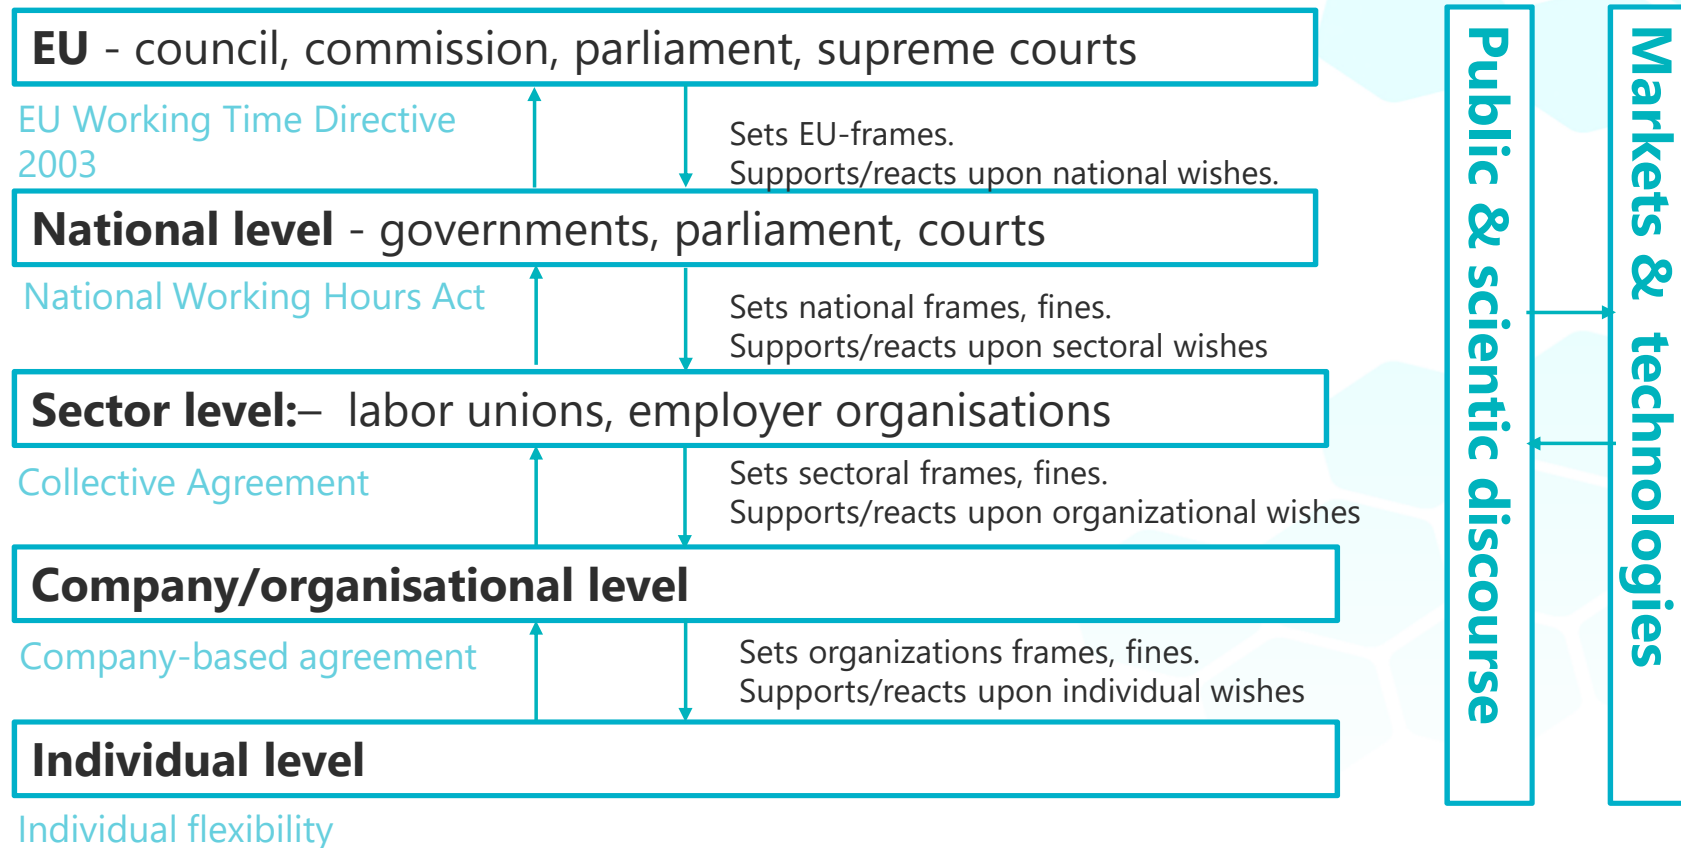 EU - council, commission, parliament, supreme courts
EU Working Time Directive
2003
Sets EU-frames.
Supports/reacts upon national wishes.
National level - governments, parliament, courts
National Working Hours Act
Sets national frames, fines.
Supports/reacts upon sectoral wishes
Sector level:– labor unions, employer organisations
Collective Agreement
Sets sectoral frames, fines.
Supports/reacts upon organizational wishes
Company/organisational level
Company-based agreement
Sets organizations frames, fines.
Supports/reacts upon individual wishes
Individual level
Individual flexibility
Public & scientific discourse
Markets & technologies